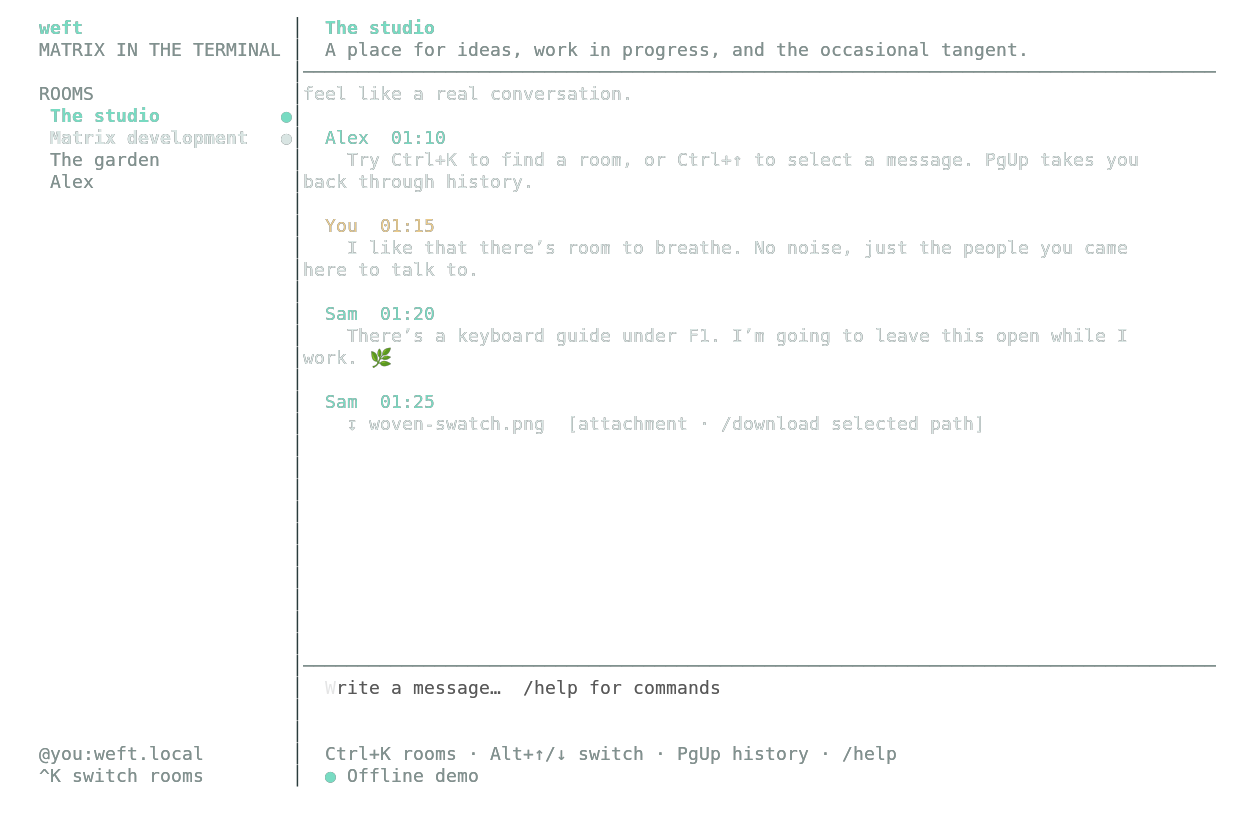 weft
MATRIX IN THE TERMINAL
ROOMS
The studio
Matrix development
The garden
Alex
@you:weft.local
^K switch rooms
The studio
A place for ideas, work in progress, and the occasional tangent.
feel like a real conversation.
Alex  01:10
Try Ctrl+K to find a room, or Ctrl+↑ to select a message. PgUp takes you
back through history.
You  01:15
I like that there’s room to breathe. No noise, just the people you came
here to talk to.
Sam  01:20
There’s a keyboard guide under F1. I’m going to leave this open while I
work. 🌿
Sam  01:25
↧ woven-swatch.png  [attachment · /download selected path]
Write a message…  /help for commands
Ctrl+K rooms · Alt+↑/↓ switch · PgUp history · /help
● Offline demo